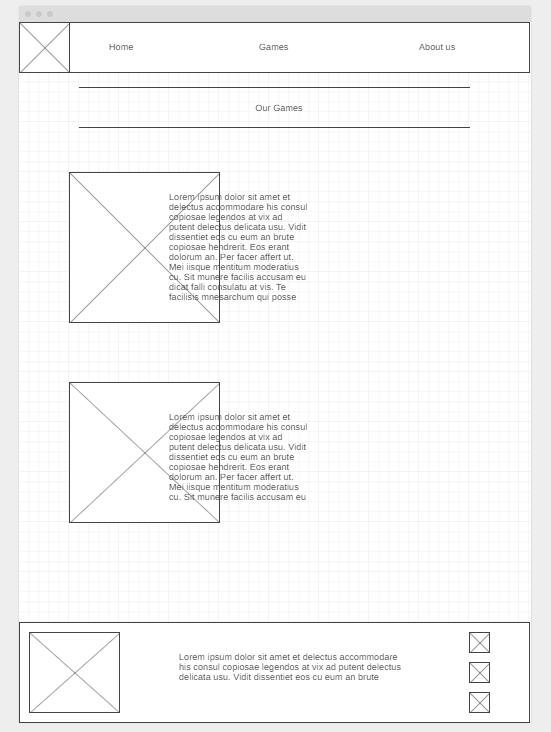 Home Games About us
Our Games
Lorem ipsum dolor sit amet et
delectus accommodare his consul
copiosae legendos at vix ad
putent delectus delicata usu. Vidit
dissentiet eos cu eum an brute
copiosae hendrerit. Eos erant
dolorum an. Per facer affert ut.
Mei iisque mentitum moderatius
cu. Sit munere facilis accusam eu
dicat falli consulatu at vis. Te
facilisis mnesarchum qui posse
Lorem ipsum dolor sit amet et
delectus accommodare his consul
copiosae legendos at vix ad
putent delectus delicata usu. Vidit
dissentiet eos cu eum an brute
copiosae hendrerit. Eos erant
dolorum an. Per facer affert ut.
Mei iisque mentitum moderatius
cu. Sit munere facilis accusam eu
Lorem ipsum dolor sit amet et delectus accommodare
his consul copiosae legendos at vix ad putent delectus
delicata usu. Vidit dissentiet eos cu eum an brute